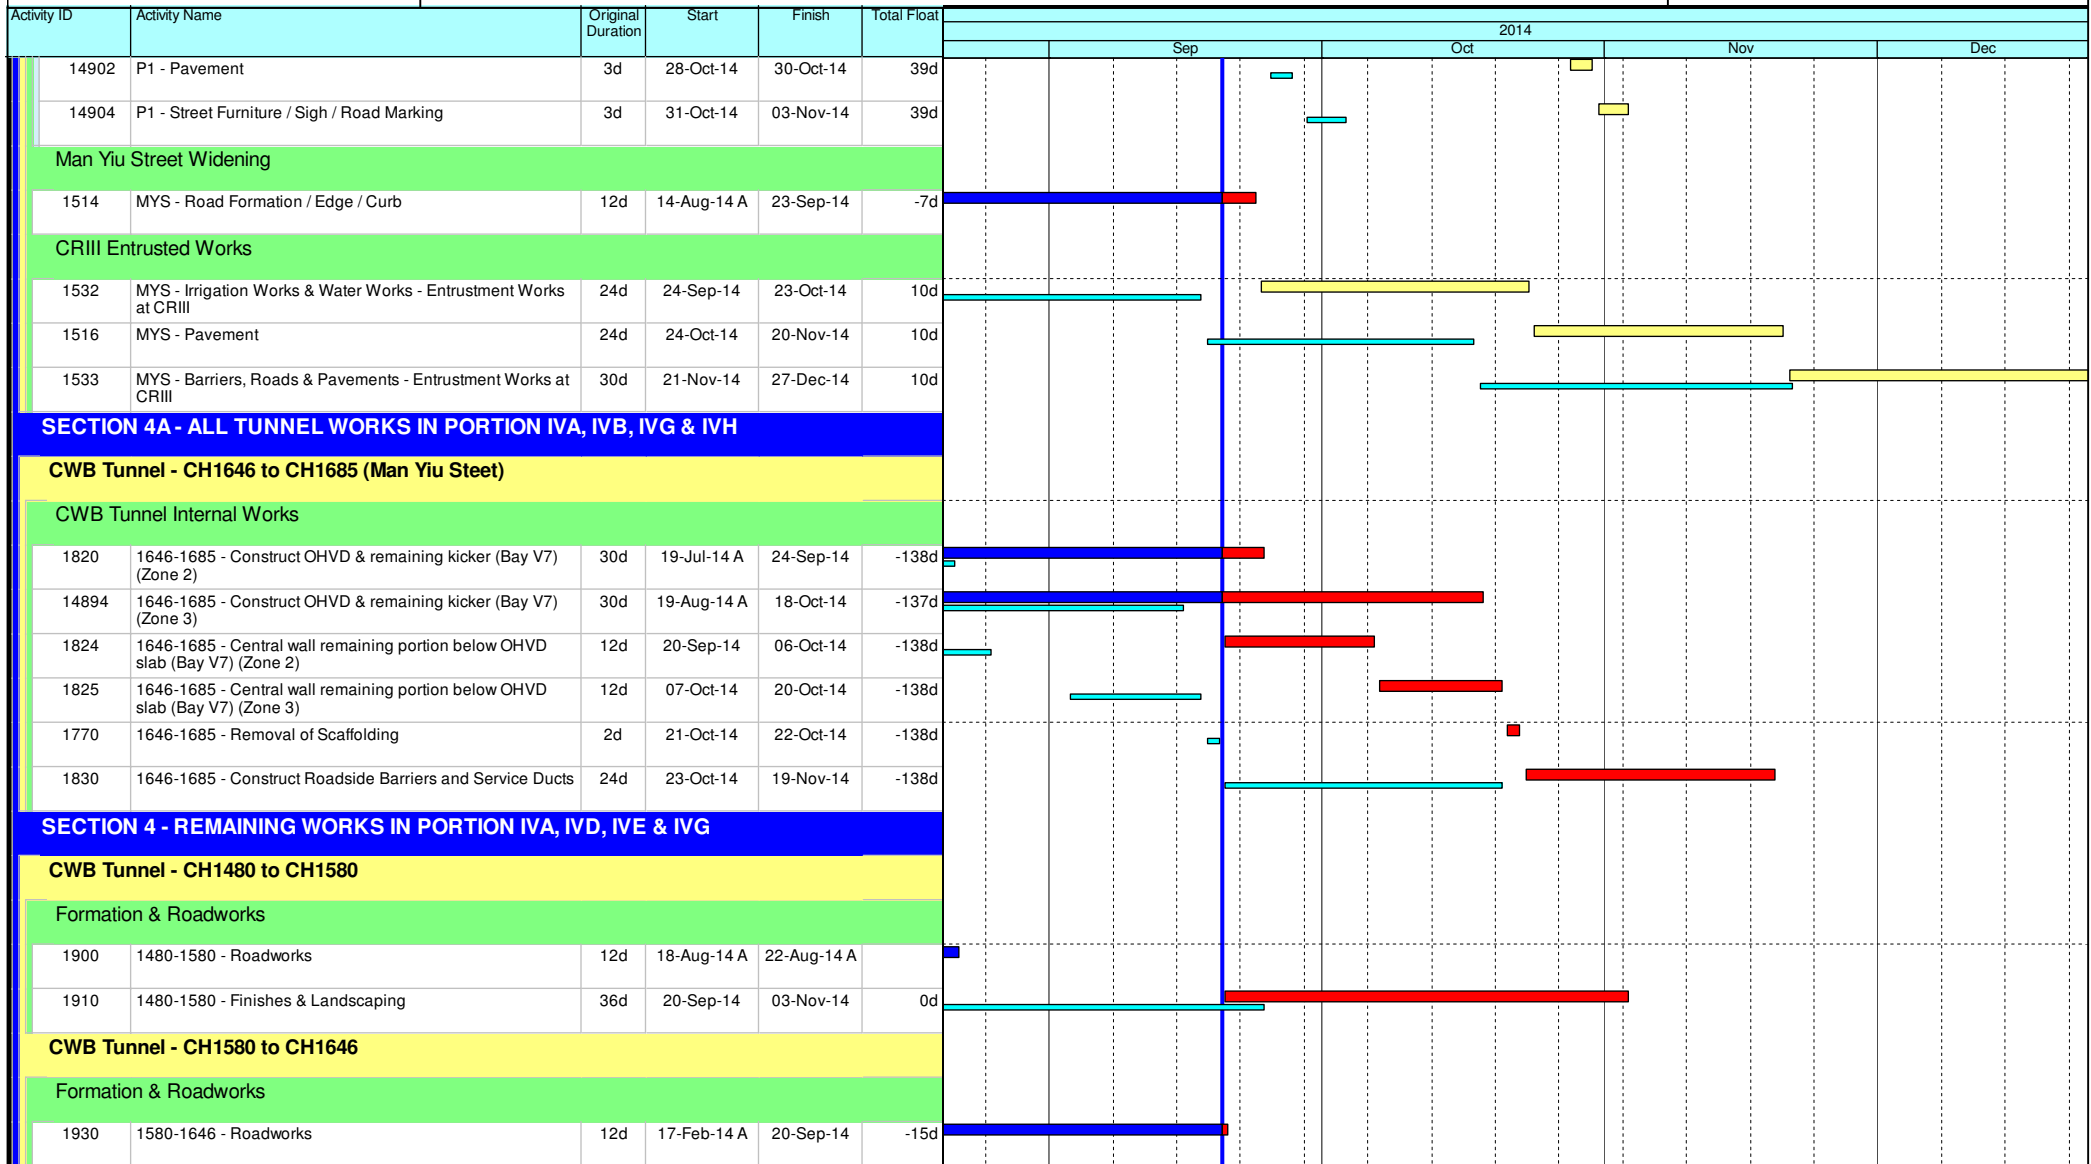 Activity ID Activity Name Original Duration Start Finish Total Float
2014
Sep Oct Nov Dec
14902 P1 - Pavement 3d 28-Oct-14 30-Oct-14 39d
14904 P1 - Street Furniture / Sigh / Road Marking 3d 31-Oct-14 03-Nov-14 39d
Man Yiu Street Widening
1514 MYS - Road Formation / Edge / Curb 12d 14-Aug-14 A 23-Sep-14 -7d
CRIII Entrusted Works
1532 MYS - Irrigation Works & Water Works - Entrustment Works 24d 24-Sep-14 23-Oct-14 10d
at CRIII
1516 MYS - Pavement 24d 24-Oct-14 20-Nov-14 10d
1533 MYS - Barriers, Roads & Pavements - Entrustment Works at 30d 21-Nov-14 27-Dec-14 10d
CRIII
SECTION 4A - ALL TUNNEL WORKS IN PORTION IVA, IVB, IVG & IVH
CWB Tunnel - CH1646 to CH1685 (Man Yiu Steet)
CWB Tunnel Internal Works
1820 1646-1685 - Construct OHVD & remaining kicker (Bay V7) 30d 19-Jul-14 A 24-Sep-14 -138d
(Zone 2)
14894 1646-1685 - Construct OHVD & remaining kicker (Bay V7) 30d 19-Aug-14 A 18-Oct-14 -137d
(Zone 3)
1824 1646-1685 - Central wall remaining portion below OHVD 12d 20-Sep-14 06-Oct-14 -138d
slab (Bay V7) (Zone 2)
1825 1646-1685 - Central wall remaining portion below OHVD 12d 07-Oct-14 20-Oct-14 -138d
slab (Bay V7) (Zone 3)
1770 1646-1685 - Removal of Scaffolding 2d 21-Oct-14 22-Oct-14 -138d
1830 1646-1685 - Construct Roadside Barriers and Service Ducts 24d 23-Oct-14 19-Nov-14 -138d
SECTION 4 - REMAINING WORKS IN PORTION IVA, IVD, IVE & IVG
CWB Tunnel - CH1480 to CH1580
Formation & Roadworks
1900 1480-1580 - Roadworks 12d 18-Aug-14 A 22-Aug-14 A
1910 1480-1580 - Finishes & Landscaping 36d 20-Sep-14 03-Nov-14 0d
CWB Tunnel - CH1580 to CH1646
Formation & Roadworks
1930 1580-1646 - Roadworks 12d 17-Feb-14 A 20-Sep-14 -15d